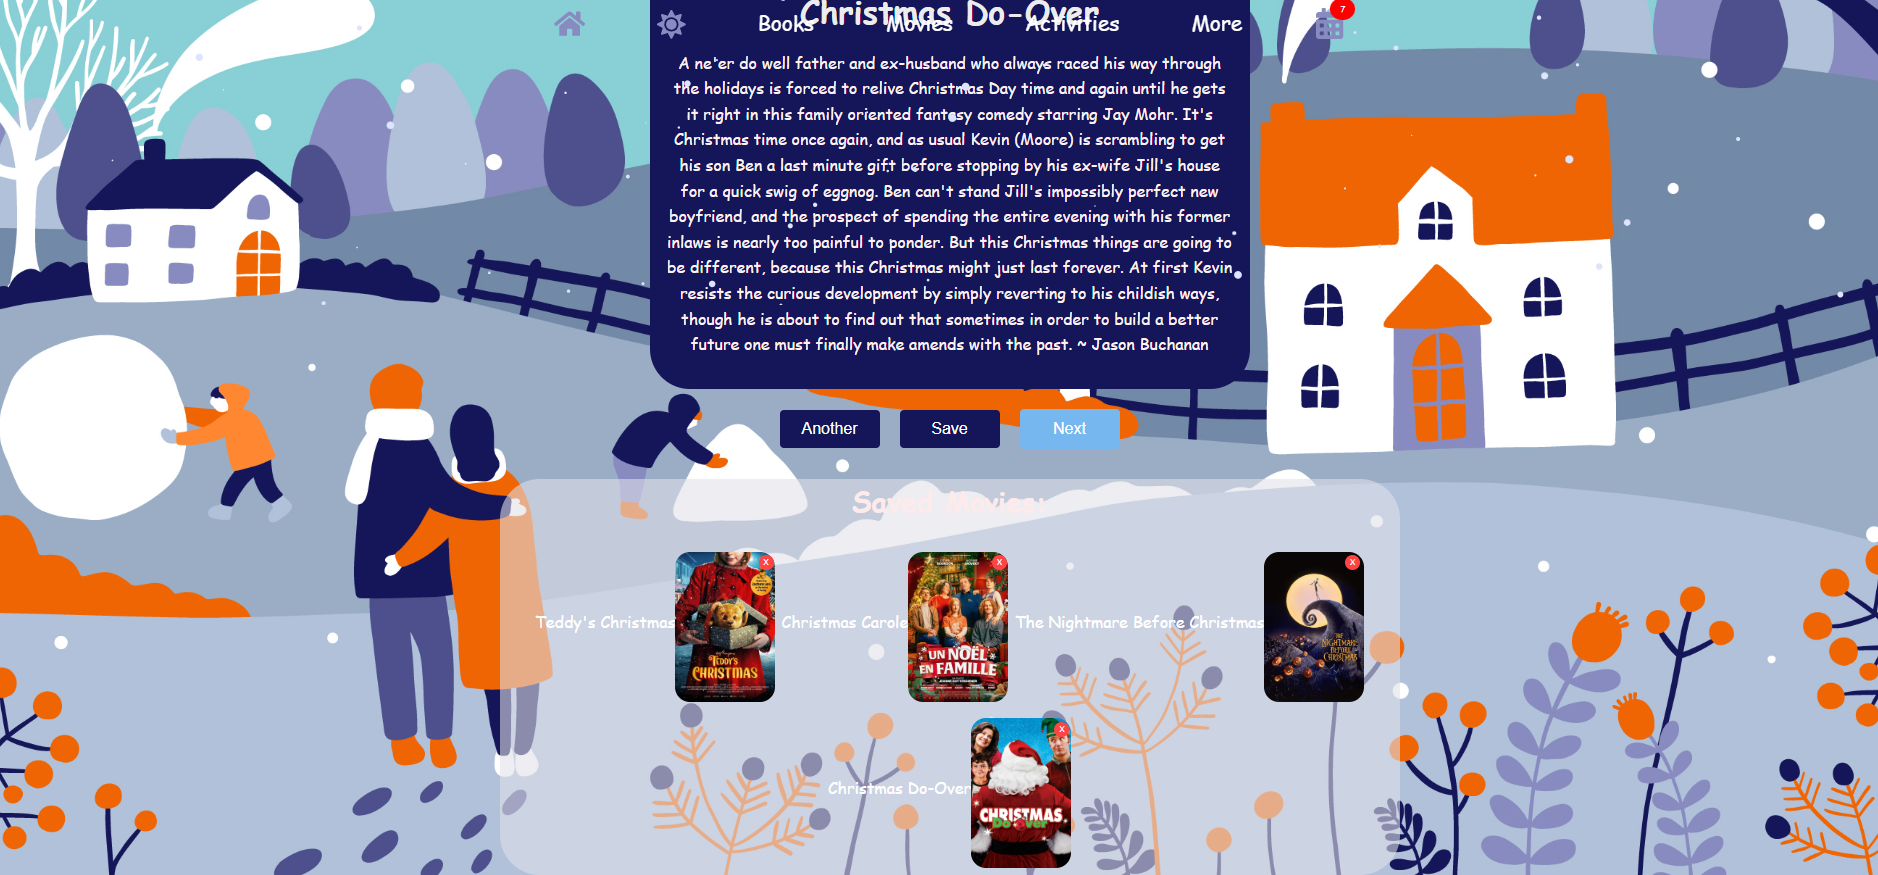 Christmas Do-Over
Books
Movies
Activities
More
7
A ne'er do well father and ex-husband who always raced his way through
the holidays is forced to relive Christmas Day time and again until he gets
it right in this family oriented fantasy comedy starring Jay Mohr. It's
Christmas time once again, and as usual Kevin (Moore) is scrambling to get
his son Ben a last minute gift before stopping by his ex-wife Jill's house
for a quick swig of eggnog. Ben can't stand Jill's impossibly perfect new
boyfriend, and the prospect of spending the entire evening with his former
inlaws is nearly too painful to ponder. But this Christmas things are going to
be different, because this Christmas might just last forever. At first Kevin
resists the curious development by simply reverting to his childish ways,
though he is about to find out that sometimes in order to build a better
future one must finally make amends with the past. ~ Jason Buchanan
Another
Save
Next
Saved Movies:
Teddy's Christmas
X
TEDDY'S
CHRISTMAS
Christmas Carole
X
UN NOËL
EN FAMILLE
The Nightmare Before Christmas
X
THE
NIGHTMARE
BEFORE
CHRISTMAS
Christmas Do-Over
X
CHRISTMAS
Do Over